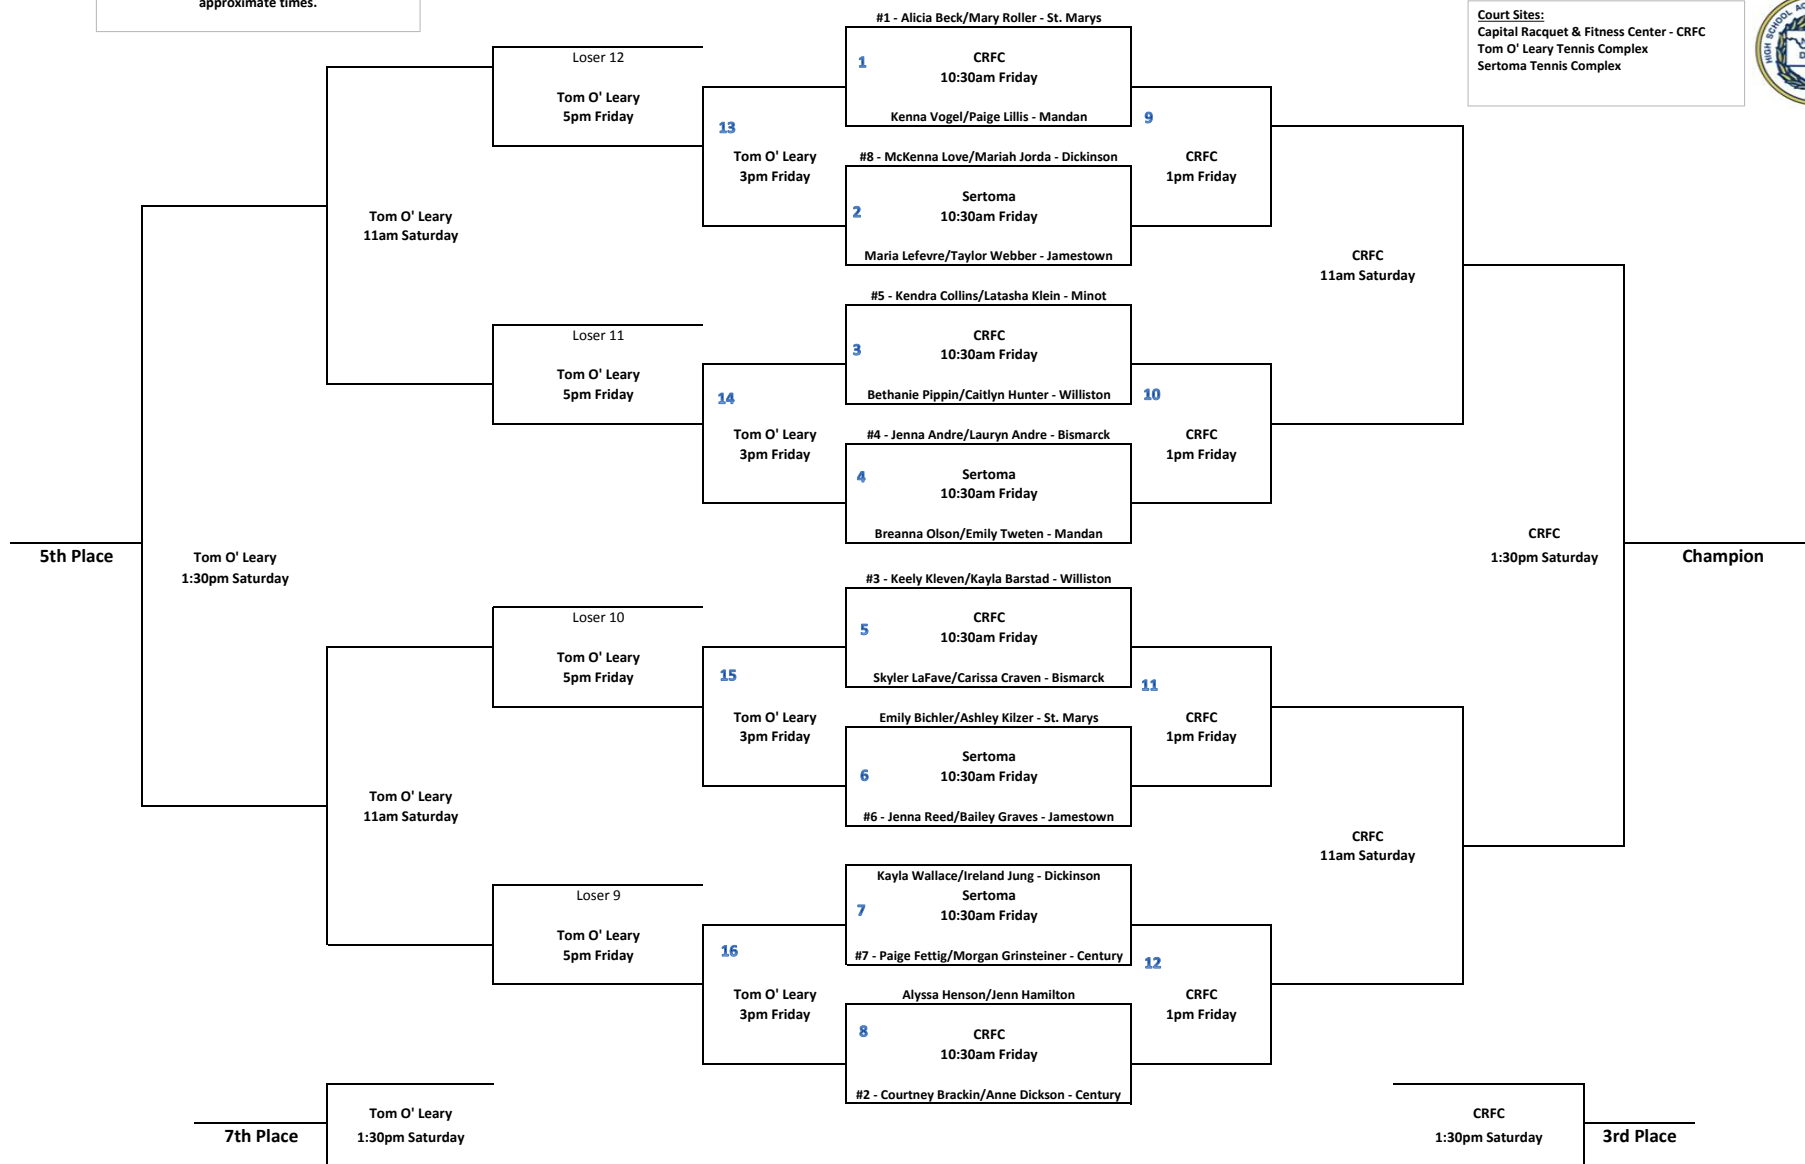 approximate times.
Court Sites:
Capital Racquet & Fitness Center - CRFC
Tom O' Leary Tennis Complex
Sertoma Tennis Complex
#1 - Alicia Beck/Mary Roller - St. Marys
1
CRFC
10:30am Friday
Kenna Vogel/Paige Lillis - Mandan
#8 - McKenna Love/Mariah Jorda - Dickinson
2
Sertoma
10:30am Friday
Maria Lefevre/Taylor Webber - Jamestown
#5 - Kendra Collins/Latasha Klein - Minot
3
CRFC
10:30am Friday
Bethanie Pippin/Caitlyn Hunter - Williston
#4 - Jenna Andre/Lauryn Andre - Bismarck
4
Sertoma
10:30am Friday
Breanna Olson/Emily Tweten - Mandan
#3 - Keely Kleven/Kayla Barstad - Williston
5
CRFC
10:30am Friday
Skyler LaFave/Carissa Craven - Bismarck
Emily Bichler/Ashley Kilzer - St. Marys
6
Sertoma
10:30am Friday
#6 - Jenna Reed/Bailey Graves - Jamestown
Kayla Wallace/Ireland Jung - Dickinson
7
Sertoma
10:30am Friday
#7 - Paige Fettig/Morgan Grinsteiner - Century
Alyssa Henson/Jenn Hamilton
8
CRFC
10:30am Friday
#2 - Courtney Brackin/Anne Dickson - Century
9
CRFC
1pm Friday
10
CRFC
1pm Friday
11
CRFC
1pm Friday
12
CRFC
1pm Friday
CRFC
11am Saturday
CRFC
11am Saturday
CRFC
1:30pm Saturday
Champion
CRFC
1:30pm Saturday
3rd Place
13
Tom O' Leary
3pm Friday
14
Tom O' Leary
3pm Friday
15
Tom O' Leary
3pm Friday
16
Tom O' Leary
3pm Friday
Loser 12
Tom O' Leary
5pm Friday
Loser 11
Tom O' Leary
5pm Friday
Loser 10
Tom O' Leary
5pm Friday
Loser 9
Tom O' Leary
5pm Friday
Tom O' Leary
11am Saturday
Tom O' Leary
11am Saturday
Tom O' Leary
1:30pm Saturday
5th Place
Tom O' Leary
1:30pm Saturday
7th Place
HIGH SCHOOL